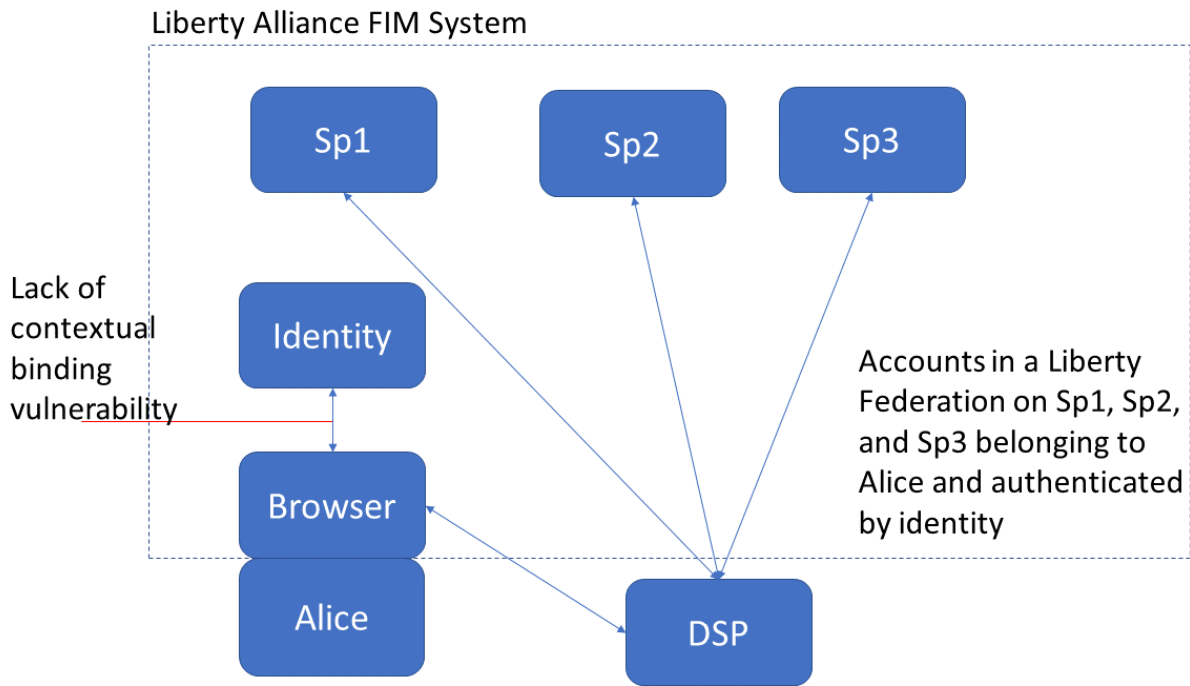 Liberty Alliance FIM System
Sp1
Sp2
Sp3
Lack of
contextual
binding
vulnerability
Identity
Accounts in a Liberty
Federation on Sp1, Sp2,
and Sp3 belonging to
Alice and authenticated
by identity
Browser
Alice
DSP